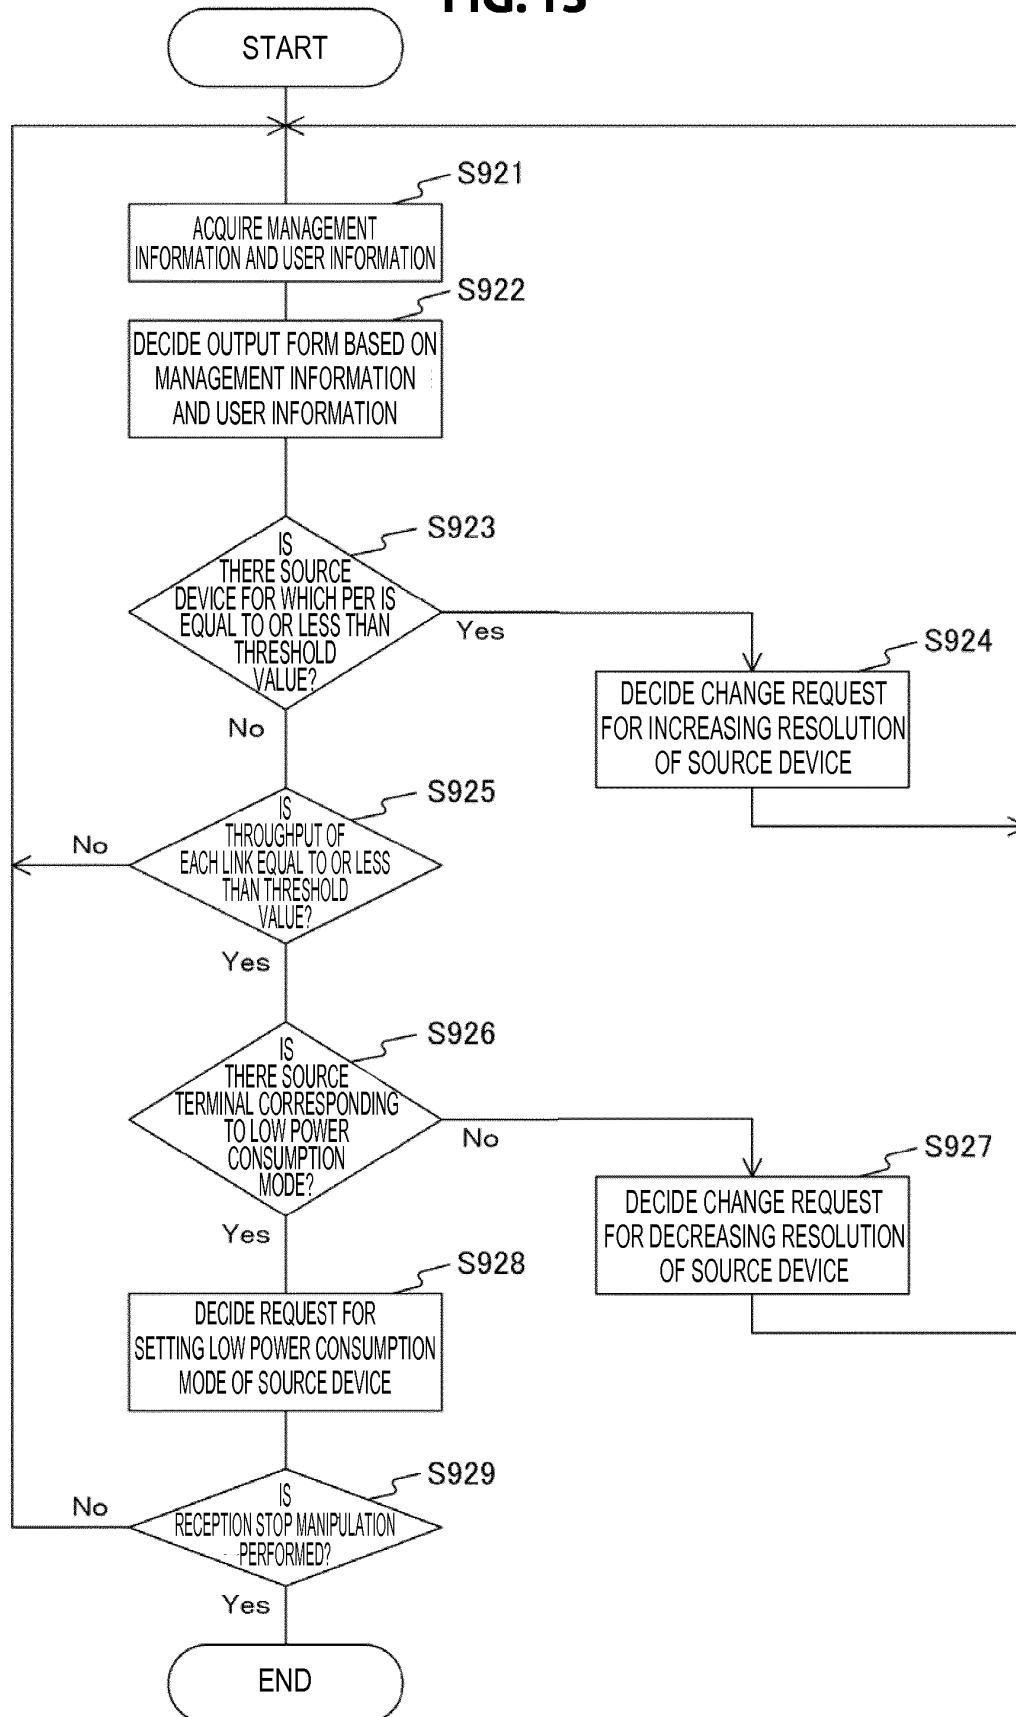 START
S921
ACQUIRE MANAGEMENT
INFORMATION AND USER INFORMATION
S922
DECIDE OUTPUT FORM BASED ON
MANAGEMENT INFORMATION
AND USER INFORMATION
S923
IS
THERE SOURCE
DEVICE FOR WHICH PER IS
EQUAL TO OR LESS THAN
THRESHOLD
VALUE?
Yes
No
S924
DECIDE CHANGE REQUEST
FOR INCREASING RESOLUTION
OF SOURCE DEVICE
S925
IS
THROUGHPUT OF
EACH LINK EQUAL TO OR LESS
THAN THRESHOLD
VALUE?
No
Yes
S926
IS
THERE SOURCE
TERMINAL CORRESPONDING
TO LOW POWER
CONSUMPTION
MODE?
No
Yes
S927
DECIDE CHANGE REQUEST
FOR DECREASING RESOLUTION
OF SOURCE DEVICE
S928
DECIDE REQUEST FOR
SETTING LOW POWER CONSUMPTION
MODE OF SOURCE DEVICE
S929
IS
RECEPTION STOP MANIPULATION
PERFORMED?
No
Yes
END